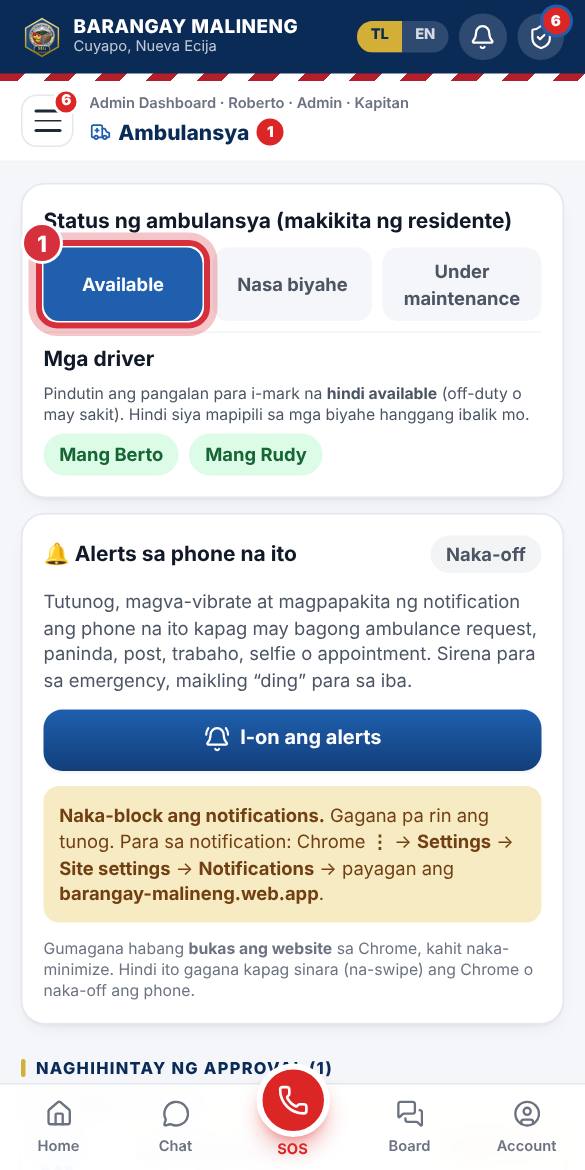 BARANGAY MALINENG
Cuyapo, Nueva Ecija
TL EN
6
6
Admin Dashboard · Roberto · Admin · Kapitan
Ambulansya 1
Status ng ambulansya (makikita ng residente)
1
Available
Nasa biyahe
Under
maintenance
Mga driver
Pindutin ang pangalan para i-mark na hindi available (off-duty o
may sakit). Hindi siya mapipili sa mga biyahe hanggang ibalik mo.
Mang Berto Mang Rudy
🔔 Alerts sa phone na ito
Naka-off
Tutunog, magva-vibrate at magpapakita ng notification
ang phone na ito kapag may bagong ambulance request,
paninda, post, trabaho, selfie o appointment. Sirena para
sa emergency, maikling “ding” para sa iba.
I-on ang alerts
Naka-block ang notifications. Gagana pa rin ang
tunog. Para sa notification: Chrome ⋮ → Settings →
Site settings → Notifications → payagan ang
barangay-malineng.web.app.
Gumagana habang bukas ang website sa Chrome, kahit naka-
minimize. Hindi ito gagana kapag sinara (na-swipe) ang Chrome o
naka-off ang phone.
NAGHIHINTAY NG APPROVAL (1)
Home
Chat
SOS
Board
Account